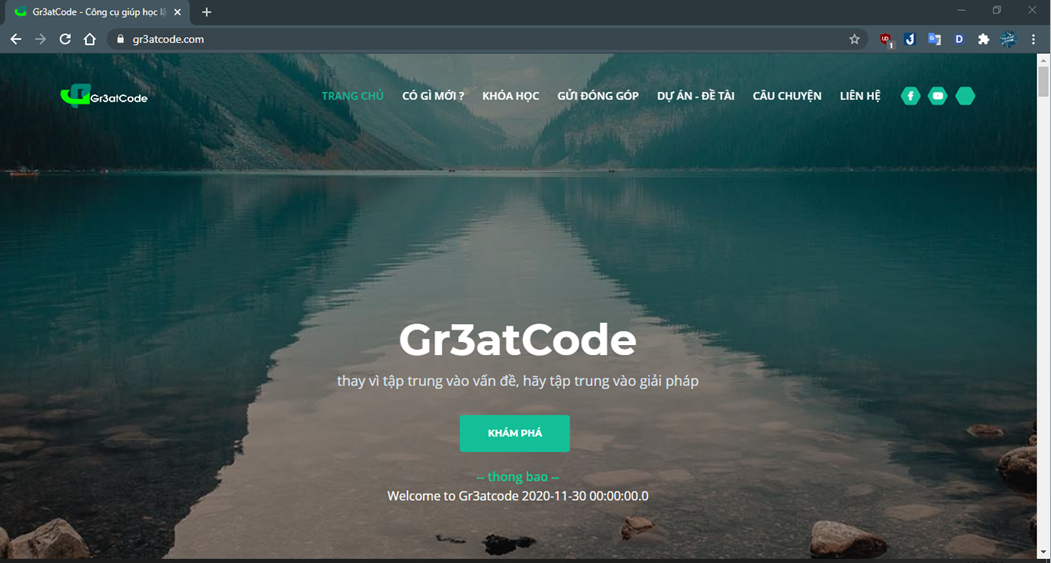 Gr3atCode - Công cụ giúp học lậ
gr3atcode.com
Gr3atCode
TRANG CHỦ CÓ GÌ MỚI ? KHÓA HỌC GỬI ĐÓNG GÓP DỰ ÁN - ĐỀ TÀI CÂU CHUYỆN LIÊN HỆ
Gr3atCode
thay vì tập trung vào vấn đề, hãy tập trung vào giải pháp
KHÁM PHÁ
-- thong bao --
Welcome to Gr3atcode 2020-11-30 00:00:00.0